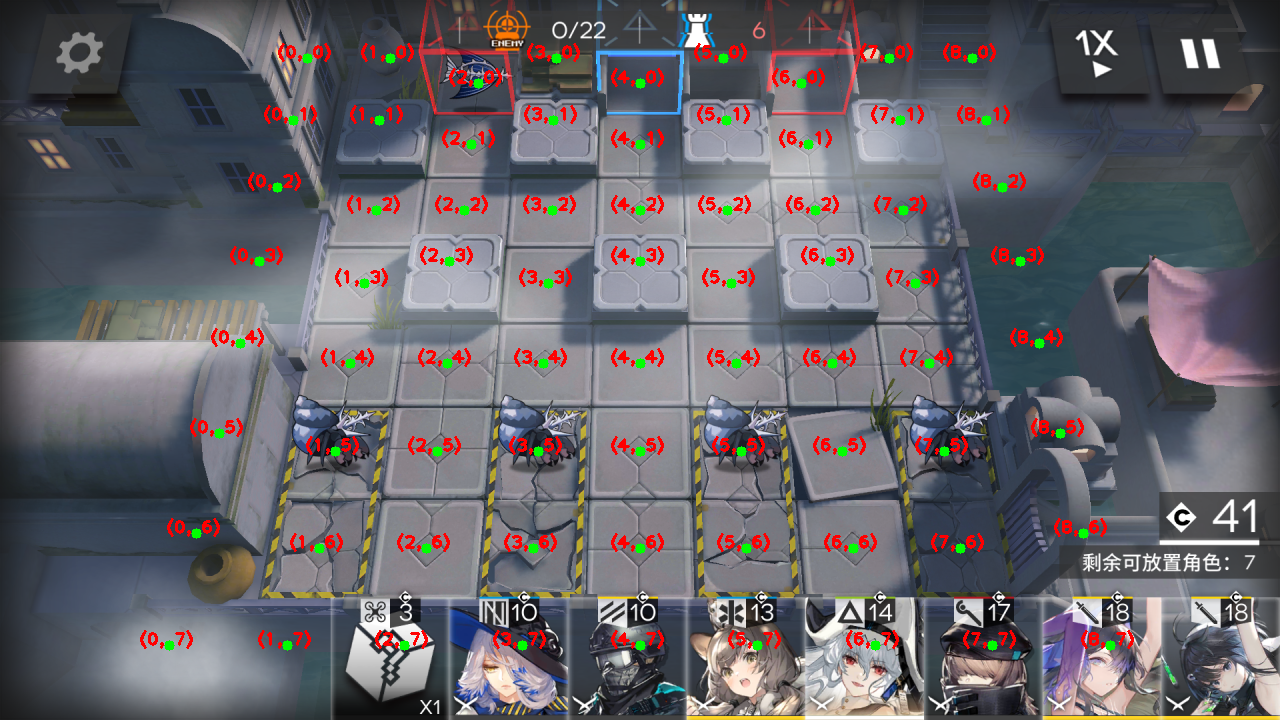 0/22
ENEMY
6
1X
(0,0) (1,0) (2,0) (3,0) (4,0) (5,0) (6,0) (7,0) (8,0)
(0,1) (1,1) (2,1) (3,1) (4,1) (5,1) (6,1) (7,1) (8,1)
(0,2) (1,2) (2,2) (3,2) (4,2) (5,2) (6,2) (7,2) (8,2)
(0,3) (1,3) (2,3) (3,3) (4,3) (5,3) (6,3) (7,3) (8,3)
(0,4) (1,4) (2,4) (3,4) (4,4) (5,4) (6,4) (7,4) (8,4)
(0,5) (1,5) (2,5) (3,5) (4,5) (5,5) (6,5) (7,5) (8,5)
(0,6) (1,6) (2,6) (3,6) (4,6) (5,6) (6,6) (7,6) (8,6)
C 41
剩余可放置角色：7
C C C C C C C C
3 10 10 13 14 17 18 18
(0,7) (1,7) (2,7) (3,7) (4,7) (5,7) (6,7) (7,7) (8,7)
X1